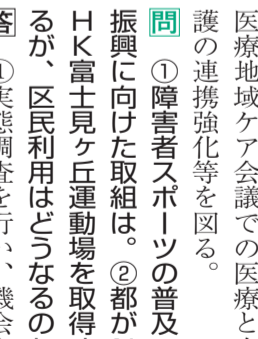 医療地域ケア会議での医療と
護の連携強化等を図る。
問 ①障害者スポーツの普及
振興に向けた取組は。②都が
HK富士見ヶ丘運動場を取得
るが、区民利用はどうなるの
答 ①実態調査を行い、機会